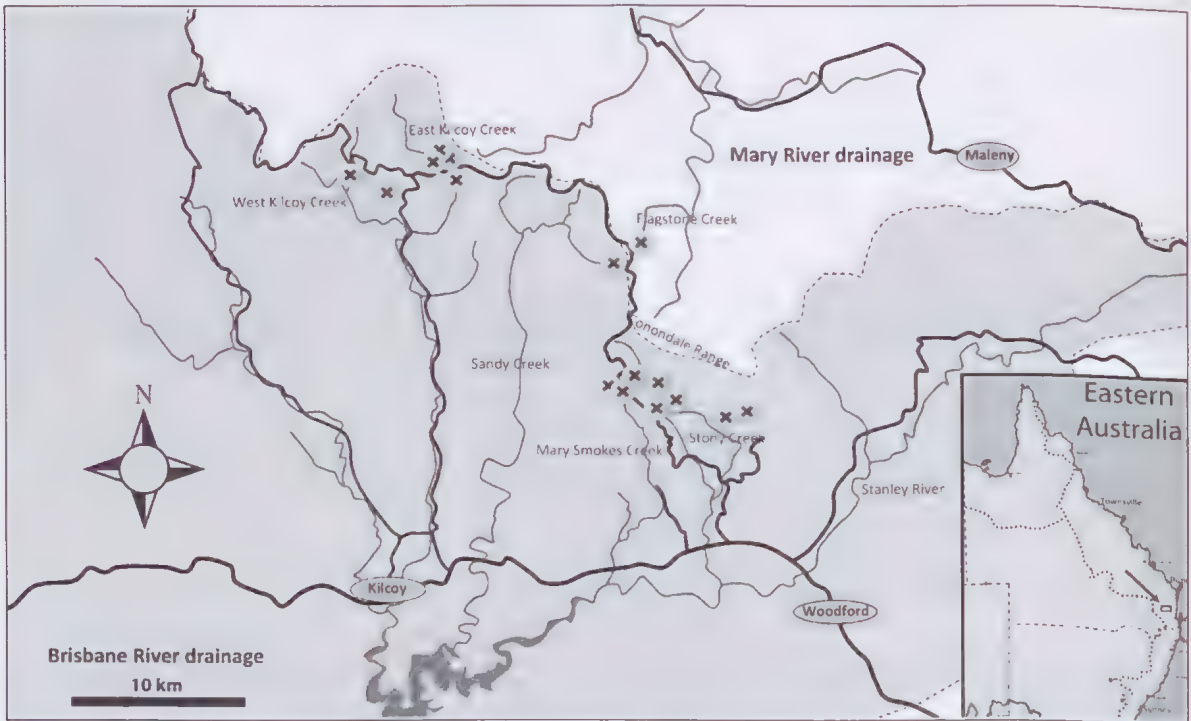 East Kilcoy Creek
Mary River drainage
Maleny
West Kilcoy Creek
Flagstone Creek
Conondale Range
Sandy Creek
N
Eastern
Australia
Mary Smokes Creek
Stony Creek
Stanley River
Townsville
Kilcoy
Woodford
Brisbane River drainage
10 km
Sydney